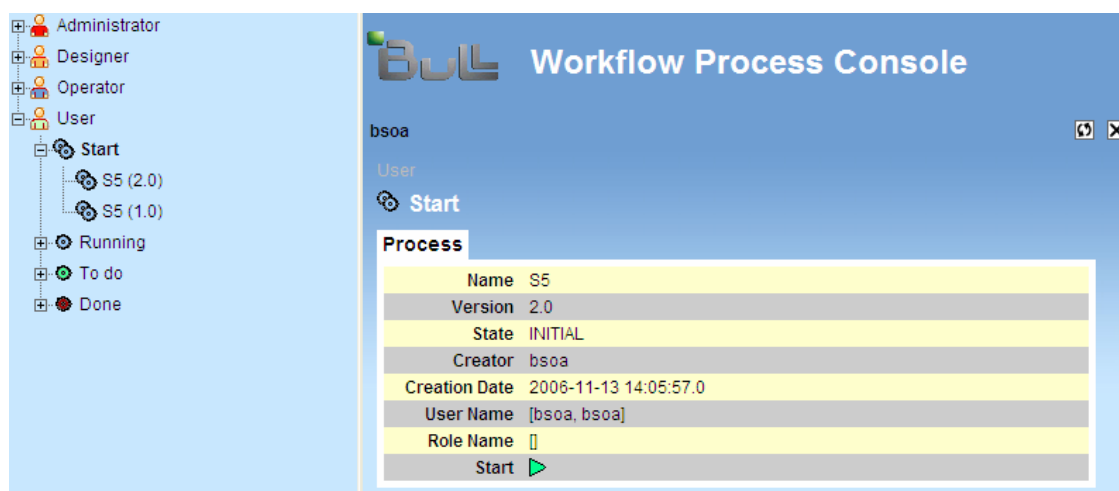 Administrator
Designer
Operator
User
Start
S5 (2.0)
S5 (1.0)
Running
To do
Done
Bull Workflow Process Console
bsoa
User
Start
Process
Name S5
Version 2.0
State INITIAL
Creator bsoa
Creation Date 2006-11-13 14:05:57.0
User Name [bsoa, bsoa]
Role Name []
Start